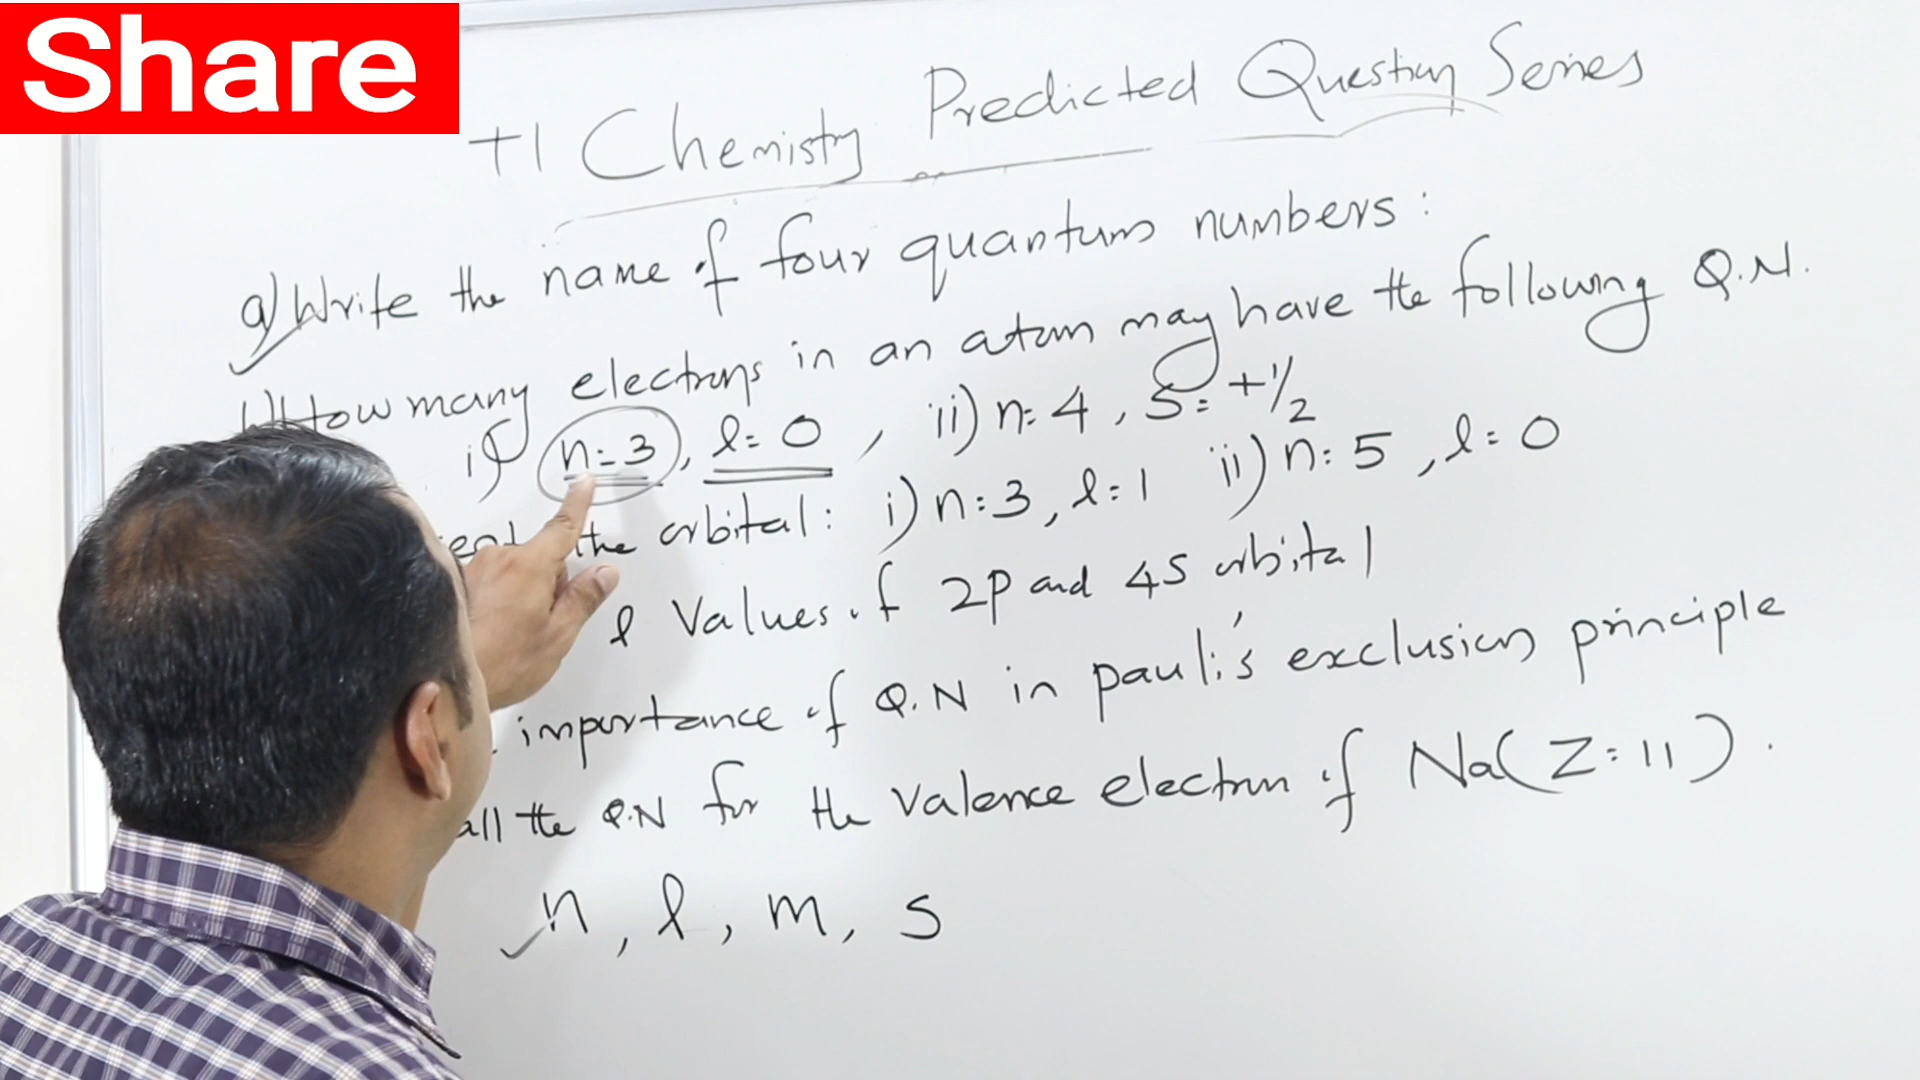 Share
+1 Chemistry Predicted Question Series
a) Write the name of four quantum numbers:
How many electrons in an atom may have the following Q.N.
i) n=3, l=0, ii) n=4, s=+1/2
the orbital: i) n=3, l=1 ii) n=5, l=0
l values of 2p and 4s orbital
importance of Q.N in pauli's exclusion principle
all the Q.N for the valence electron of Na(Z=11).
n, l, m, s